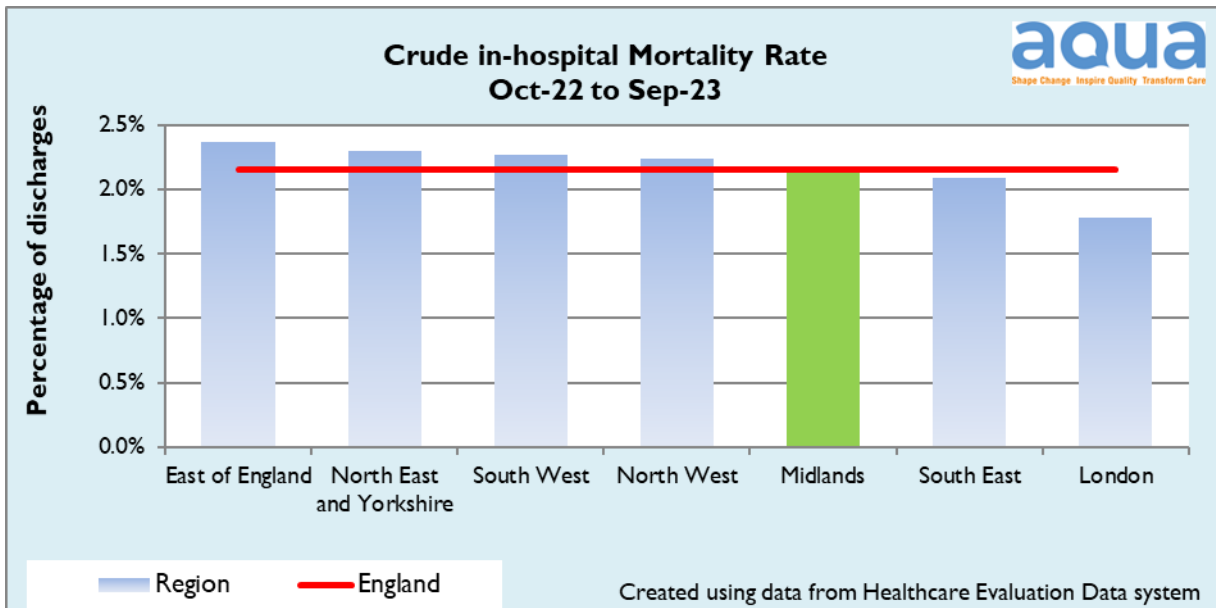 aqua
Shape Change Inspire Quality Transform Care
Crude in-hospital Mortality Rate
Oct-22 to Sep-23
Percentage of discharges
2.5%
2.0%
1.5%
1.0%
0.5%
0.0%
East of England
North East
and Yorkshire
South West
North West
Midlands
South East
London
Region
England
Created using data from Healthcare Evaluation Data system